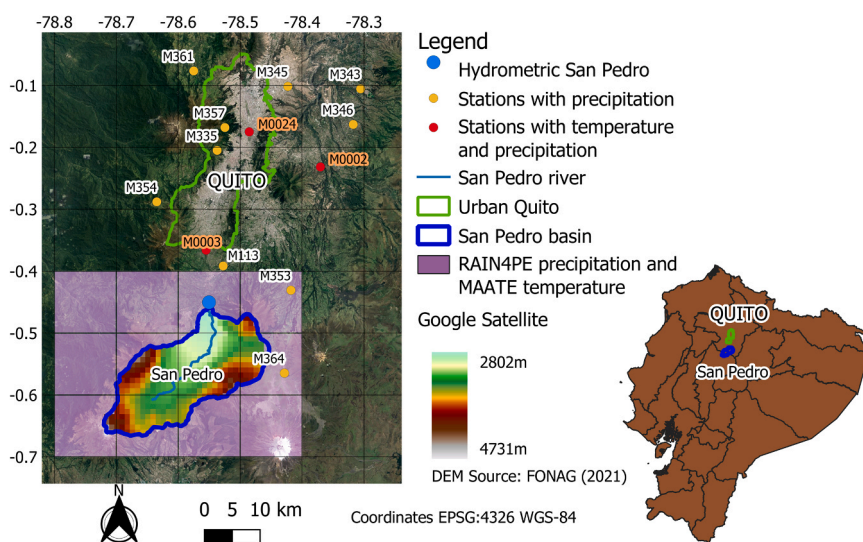 -78.8 -78.7 -78.6 -78.5 -78.4 -78.3
-0.1
-0.2
-0.3
-0.4
-0.5
-0.6
-0.7
M361
M345
M343
M346
M357
M0024
M335
M0002
QUITO
M354
M0003
M113
M353
M364
San Pedro
N
0 5 10 km
Legend
Hydrometric San Pedro
Stations with precipitation
Stations with temperature
and precipitation
San Pedro river
Urban Quito
San Pedro basin
RAIN4PE precipitation and
MAATE temperature
Google Satellite
2802m
4731m
DEM Source: FONAG (2021)
Coordinates EPSG:4326 WGS-84
QUITO
San Pedro